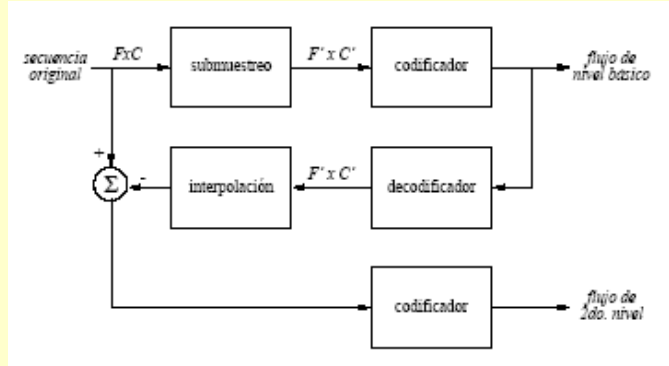 secuencia
original
FxC
submuestreo
F' x C'
codificador
flujo de
nivel básico
+
Σ
-
interpolación
F' x C'
decodificador
codificador
flujo de
2do. nivel